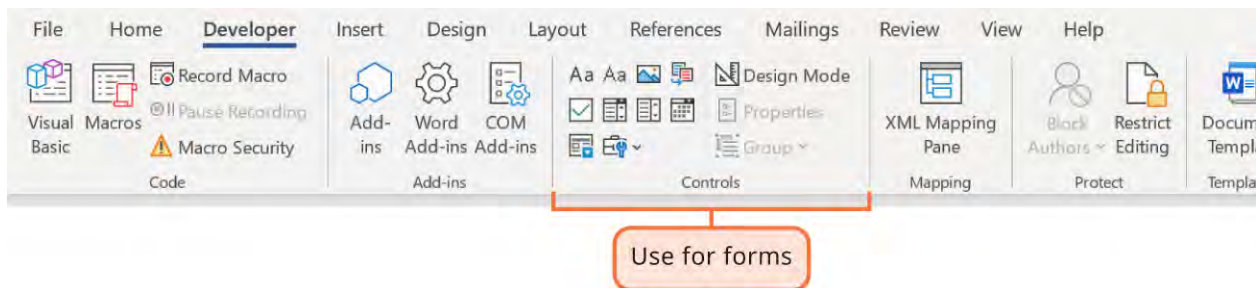 File Home Developer Insert Design Layout References Mailings Review View Help
Aa Aa Design Mode
Record Macro
Pause Recording
Properties
Visual Basic
Macros
Macro Security
Add-ins
Word Add-ins
COM Add-ins
Group
XML Mapping Pane
Block Authors
Restrict Editing
W
Code Add-ins Controls Mapping Protect
Use for forms